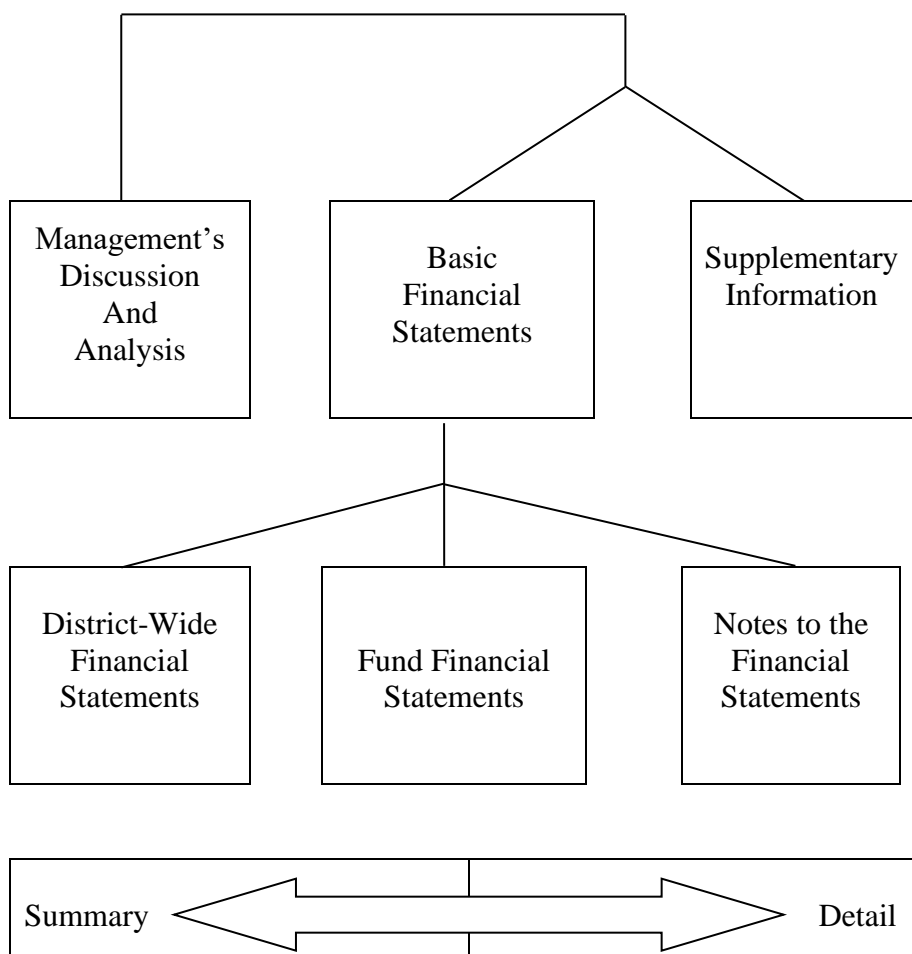 Management’s
Discussion
And
Analysis
Basic
Financial
Statements
Supplementary
Information
District-Wide
Financial
Statements
Fund Financial
Statements
Notes to the
Financial
Statements
Summary
Detail